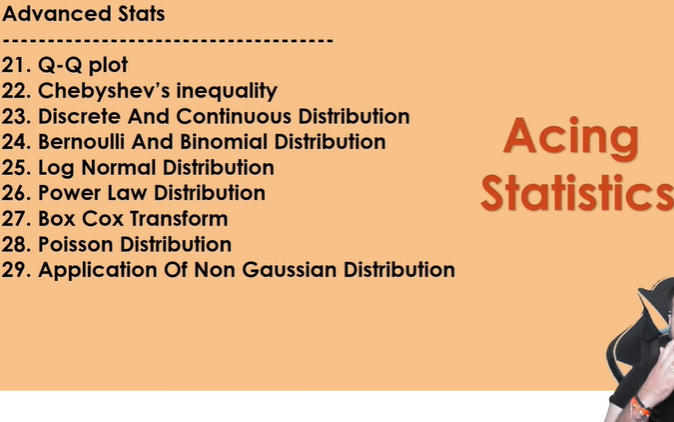 Advanced Stats
-------------------------------------
21. Q-Q plot
22. Chebyshev’s inequality
23. Discrete And Continuous Distribution
24. Bernoulli And Binomial Distribution
25. Log Normal Distribution
26. Power Law Distribution
27. Box Cox Transform
28. Poisson Distribution
29. Application Of Non Gaussian Distribution
Acing
Statistics